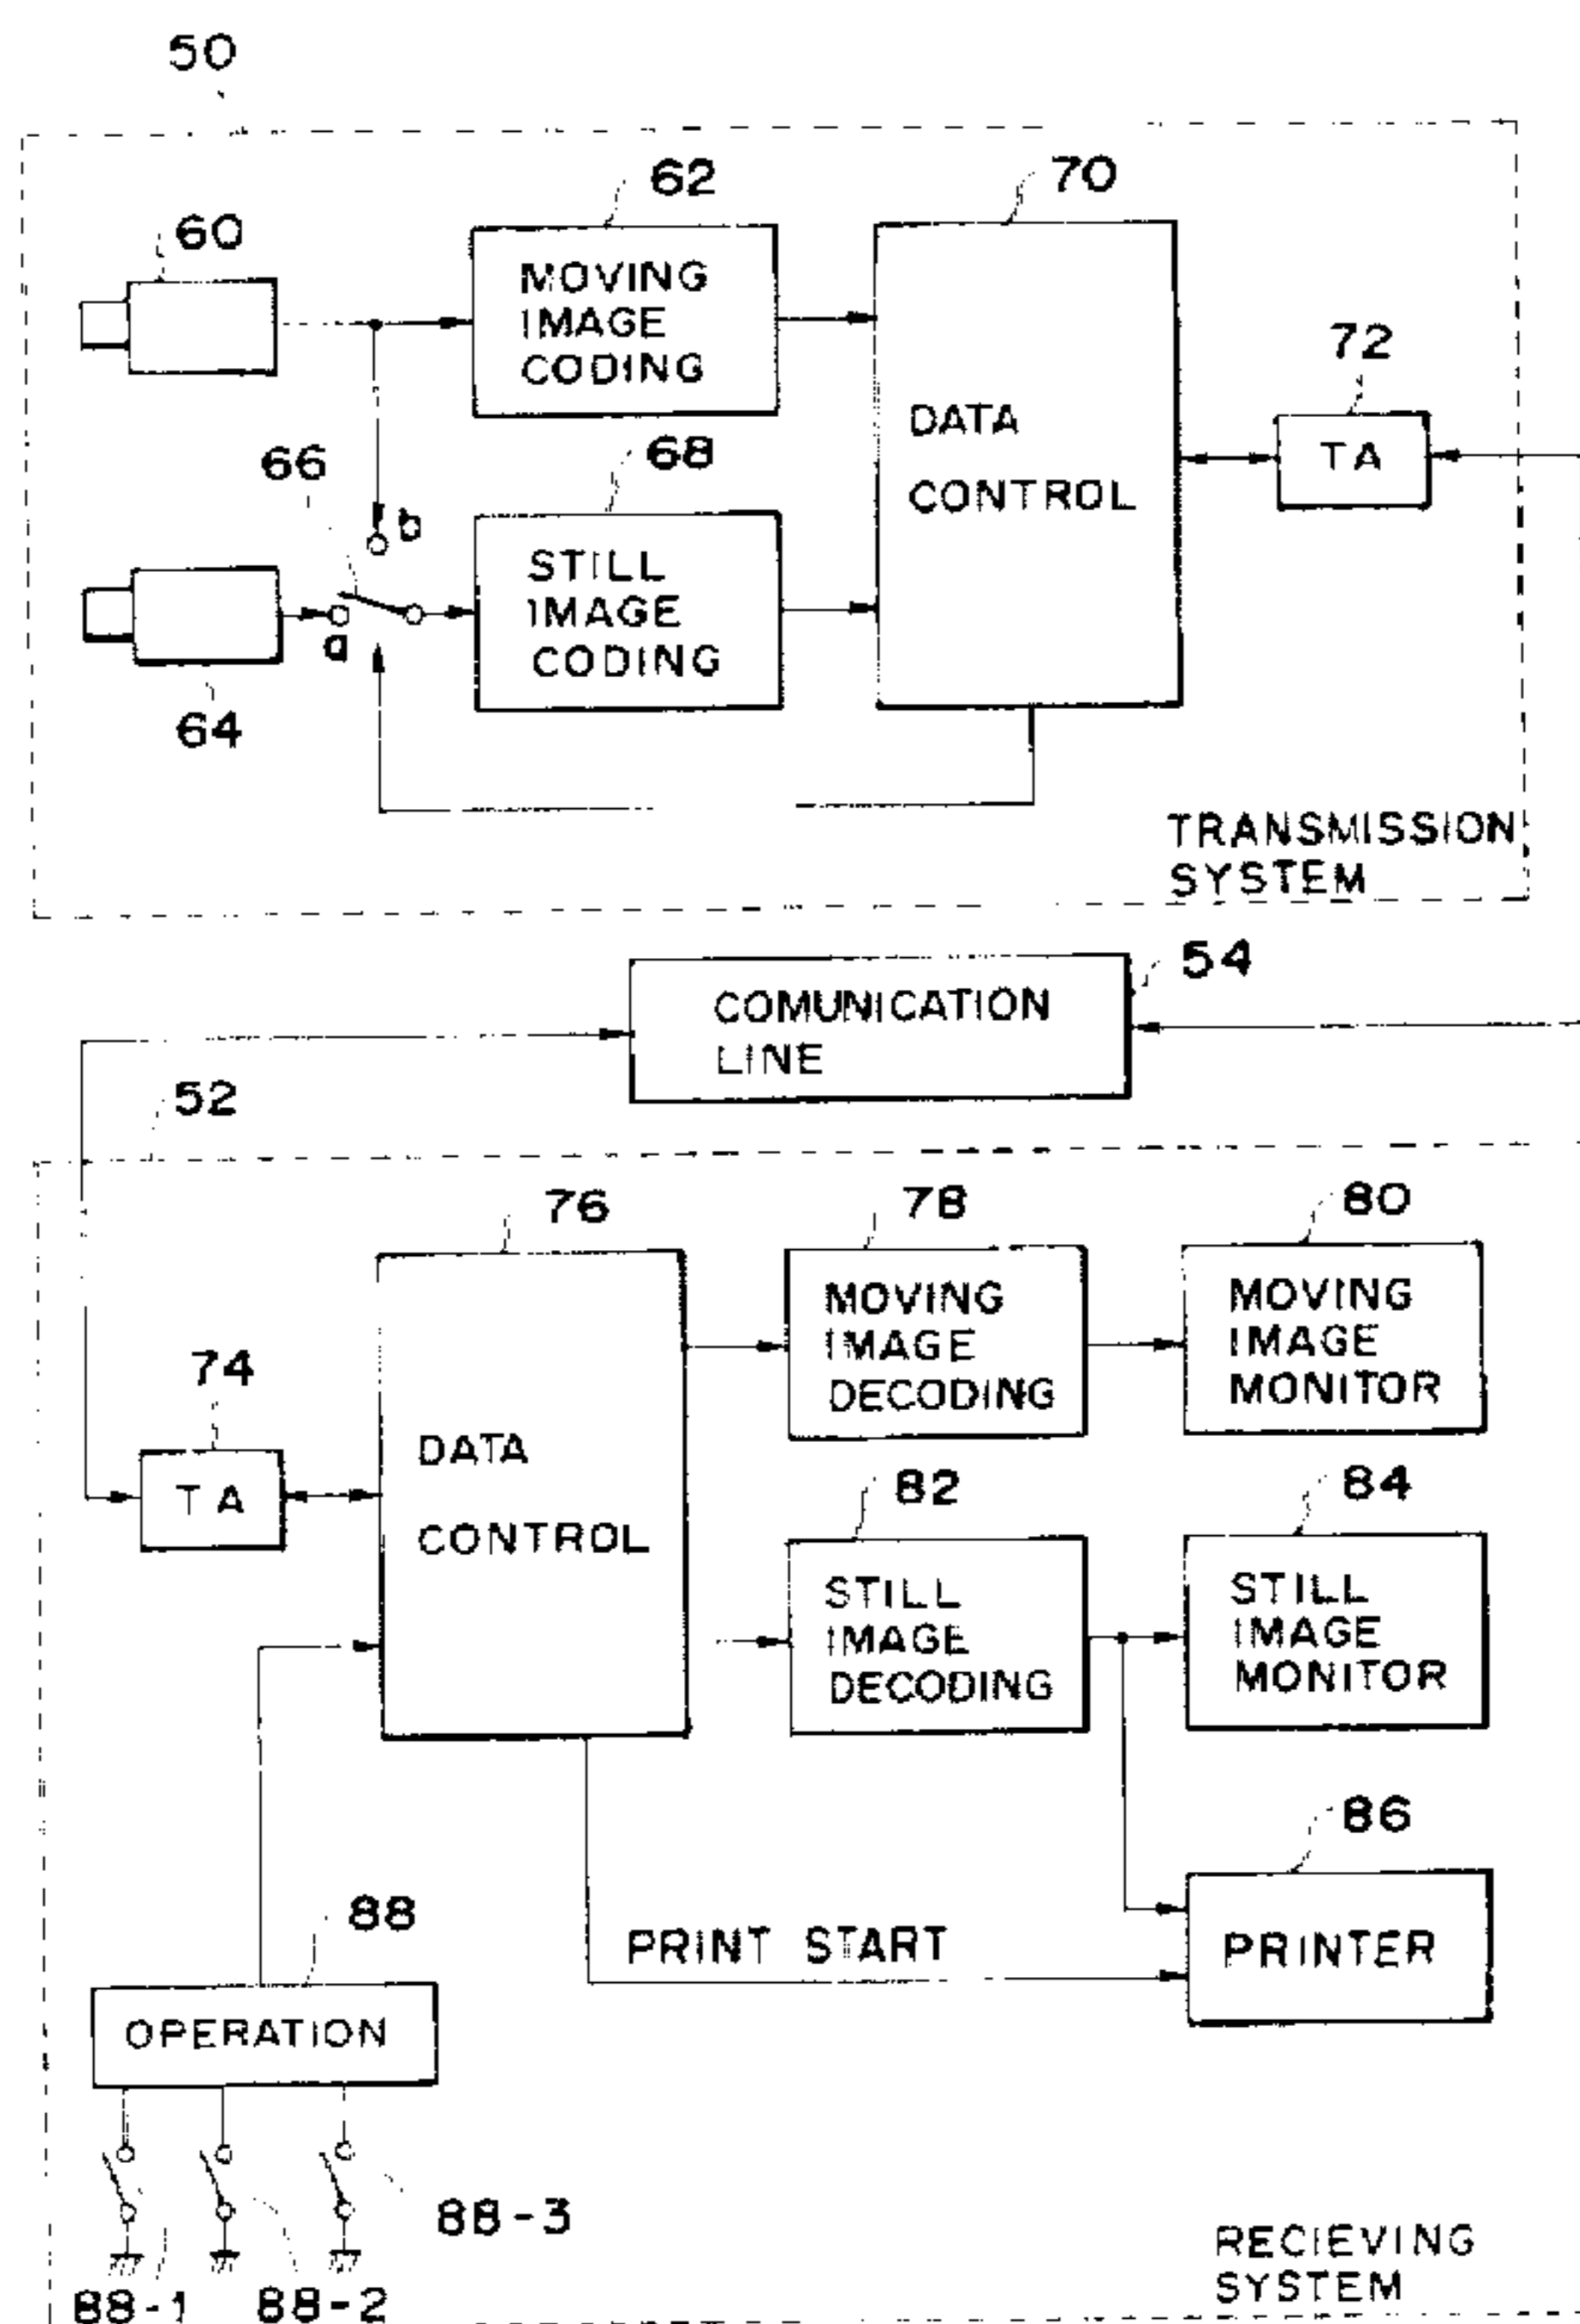 50
62
70
60
MOVING
IMAGE
CODING
72
DATA
CONTROL
TA
66
68
b
STILL
IMAGE
CODING
a
64
TRANSMISSION
SYSTEM
54
COMUNICATION
LINE
52
76
78
80
MOVING
IMAGE
DECODING
MOVING
IMAGE
MONITOR
74
DATA
CONTROL
TA
82
84
STILL
IMAGE
DECODING
STILL
IMAGE
MONITOR
86
88
PRINT START
PRINTER
OPERATION
88-3
88-1
88-2
RECIEVING
SYSTEM